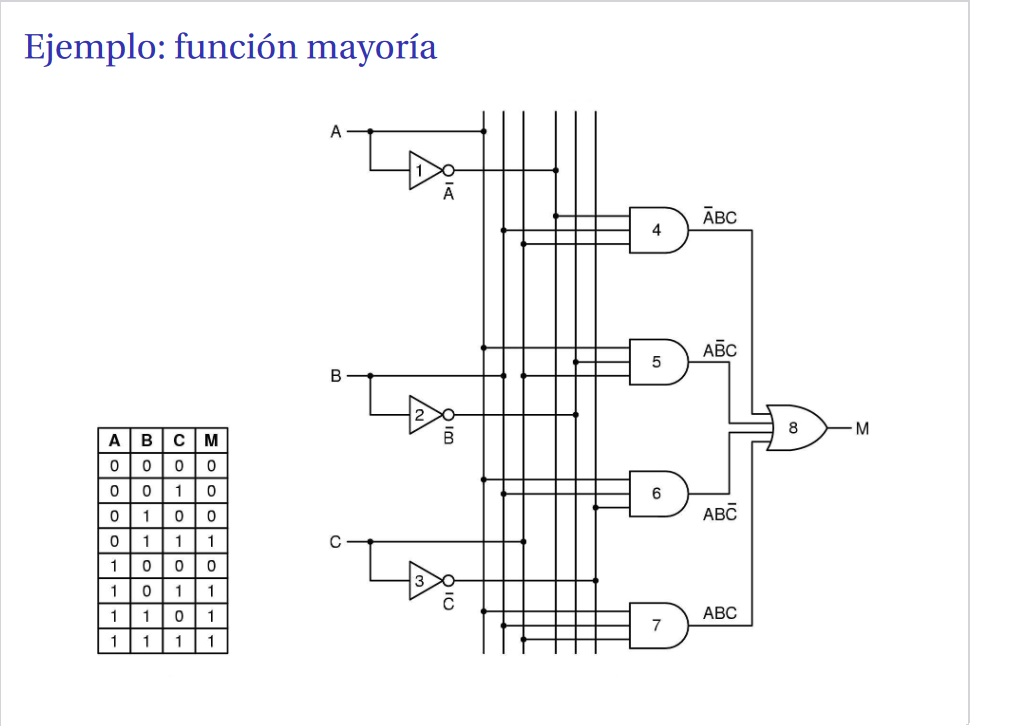 Ejemplo: función mayoría
A
1
A̅
4
A̅BC
5
AB̅C
B
2
B̅
8
M
6
ABC̅
C
3
C̅
7
ABC
A B C M
0 0 0 0
0 0 1 0
0 1 0 0
0 1 1 1
1 0 0 0
1 0 1 1
1 1 0 1
1 1 1 1